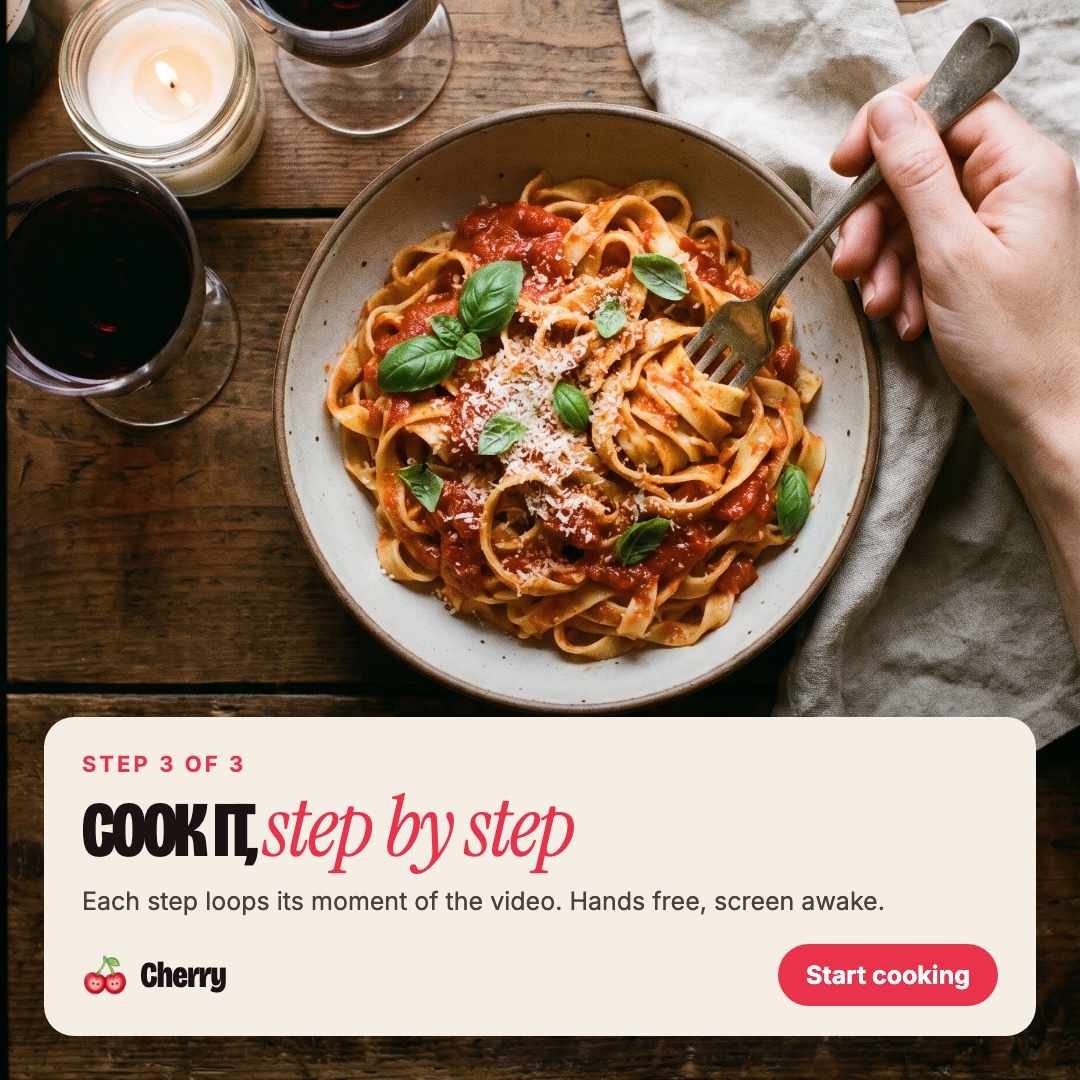 STEP 3 OF 3
COOK IT, step by step
Each step loops its moment of the video. Hands free, screen awake.
Cherry
Start cooking